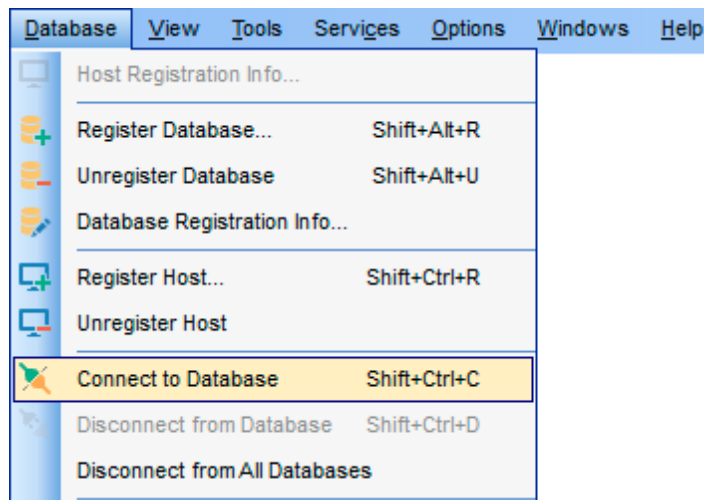 Database View Tools Services Options Windows Help
Host Registration Info...
Register Database... Shift+Alt+R
Unregister Database Shift+Alt+U
Database Registration Info...
Register Host... Shift+Ctrl+R
Unregister Host
Connect to Database Shift+Ctrl+C
Disconnect from Database Shift+Ctrl+D
Disconnect from All Databases